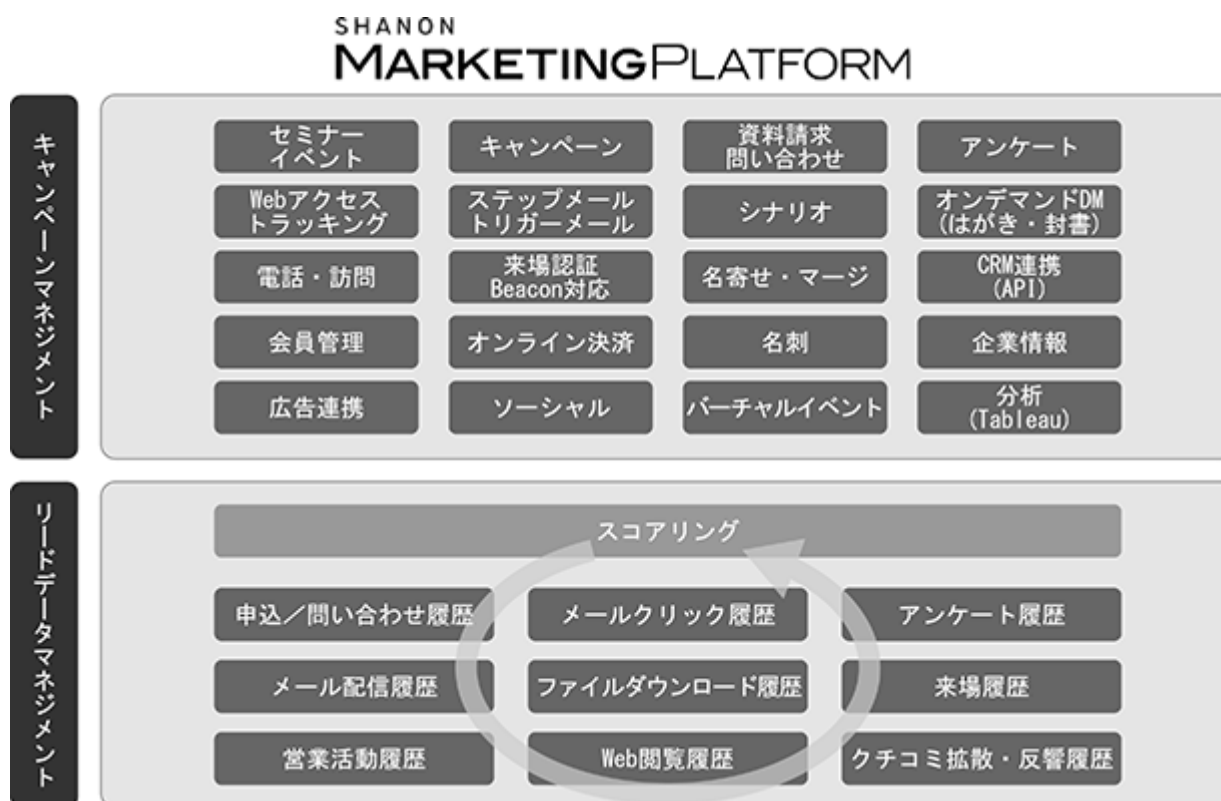 SHANON
MARKETINGPLATFORM
キャンペーンマネジメント
セミナー
イベント
キャンペーン
資料請求
問い合わせ
アンケート
Webアクセス
トラッキング
ステップメール
トリガーメール
シナリオ
オンデマンドDM
(はがき・封書)
電話・訪問
来場認証
Beacon対応
名寄せ・マージ
CRM連携
(API)
会員管理
オンライン決済
名刺
企業情報
広告連携
ソーシャル
バーチャルイベント
分析
(Tableau)
リードデータマネジメント
スコアリング
申込／問い合わせ履歴
メールクリック履歴
アンケート履歴
メール配信履歴
ファイルダウンロード履歴
来場履歴
営業活動履歴
Web閲覧履歴
クチコミ拡散・反響履歴